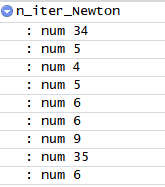 n_iter_Newton
: num 34
: num 5
: num 4
: num 5
: num 6
: num 6
: num 9
: num 35
: num 6